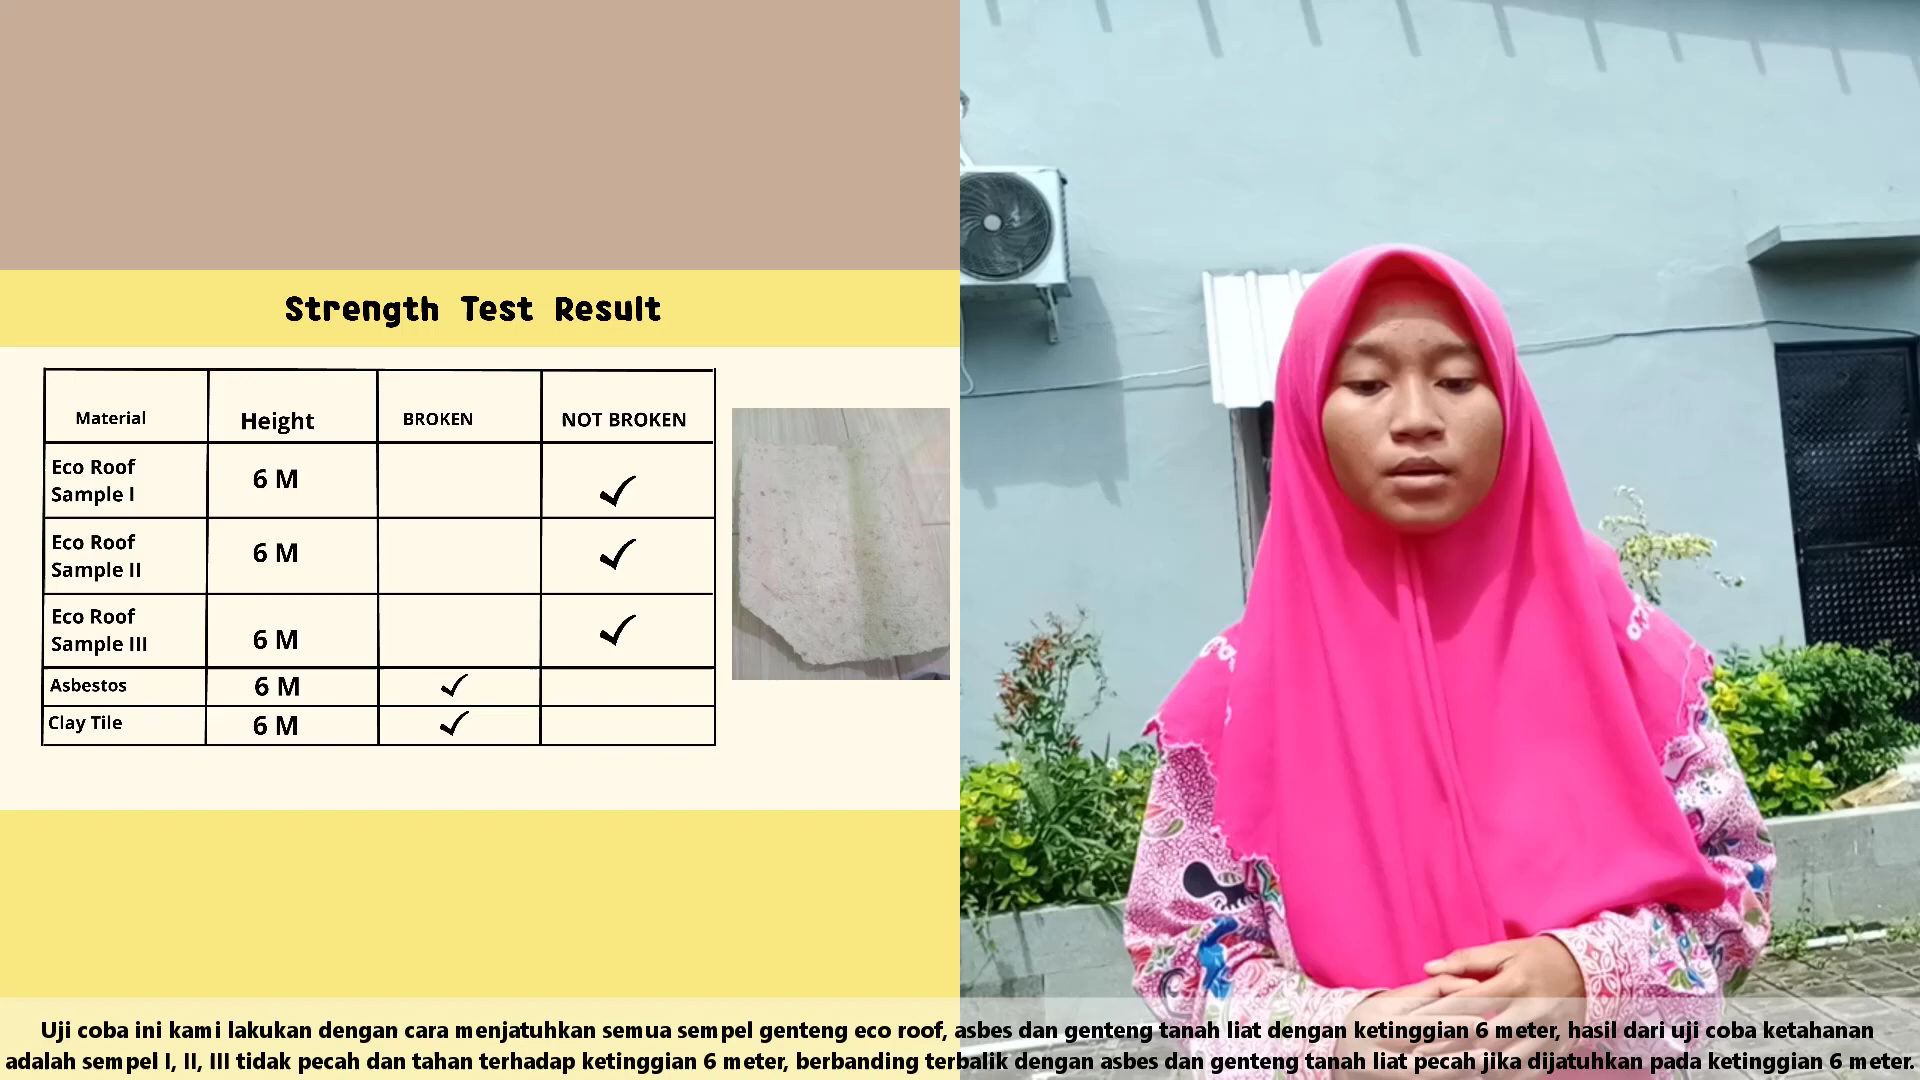 Strength Test Result
Material Height BROKEN NOT BROKEN
Eco Roof
Sample I
6 M ✓
Eco Roof
Sample II
6 M ✓
Eco Roof
Sample III
6 M ✓
Asbestos 6 M ✓
Clay Tile 6 M ✓
Uji coba ini kami lakukan dengan cara menjatuhkan semua sempel genteng eco roof, asbes dan genteng tanah liat dengan ketinggian 6 meter, hasil dari uji coba ketahanan
adalah sempel I, II, III tidak pecah dan tahan terhadap ketinggian 6 meter, berbanding terbalik dengan asbes dan genteng tanah liat pecah jika dijatuhkan pada ketinggian 6 meter.